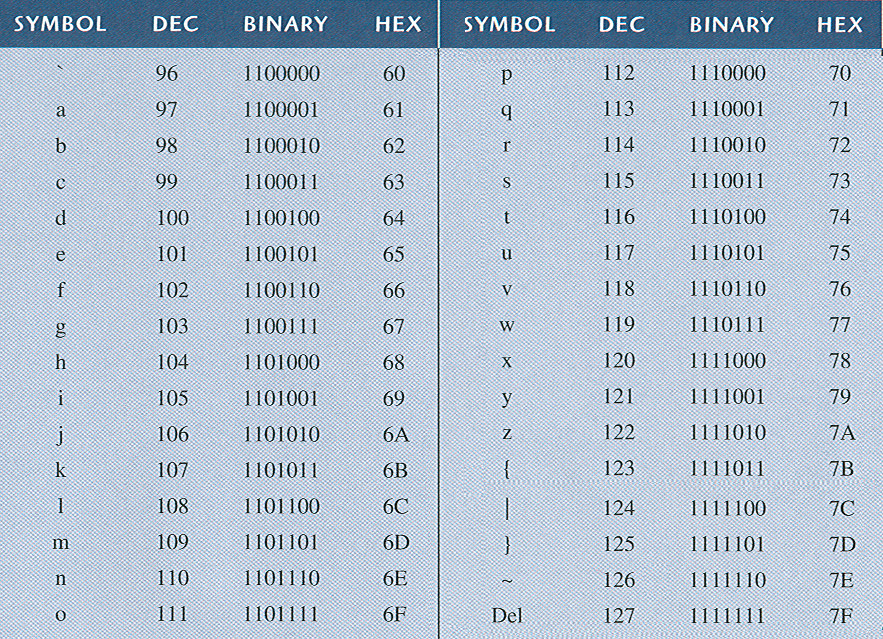 SYMBOL DEC BINARY HEX SYMBOL DEC BINARY HEX
` 96 1100000 60 p 112 1110000 70
a 97 1100001 61 q 113 1110001 71
b 98 1100010 62 r 114 1110010 72
c 99 1100011 63 s 115 1110011 73
d 100 1100100 64 t 116 1110100 74
e 101 1100101 65 u 117 1110101 75
f 102 1100110 66 v 118 1110110 76
g 103 1100111 67 w 119 1110111 77
h 104 1101000 68 x 120 1111000 78
i 105 1101001 69 y 121 1111001 79
j 106 1101010 6A z 122 1111010 7A
k 107 1101011 6B { 123 1111011 7B
l 108 1101100 6C | 124 1111100 7C
m 109 1101101 6D } 125 1111101 7D
n 110 1101110 6E ~ 126 1111110 7E
o 111 1101111 6F Del 127 1111111 7F